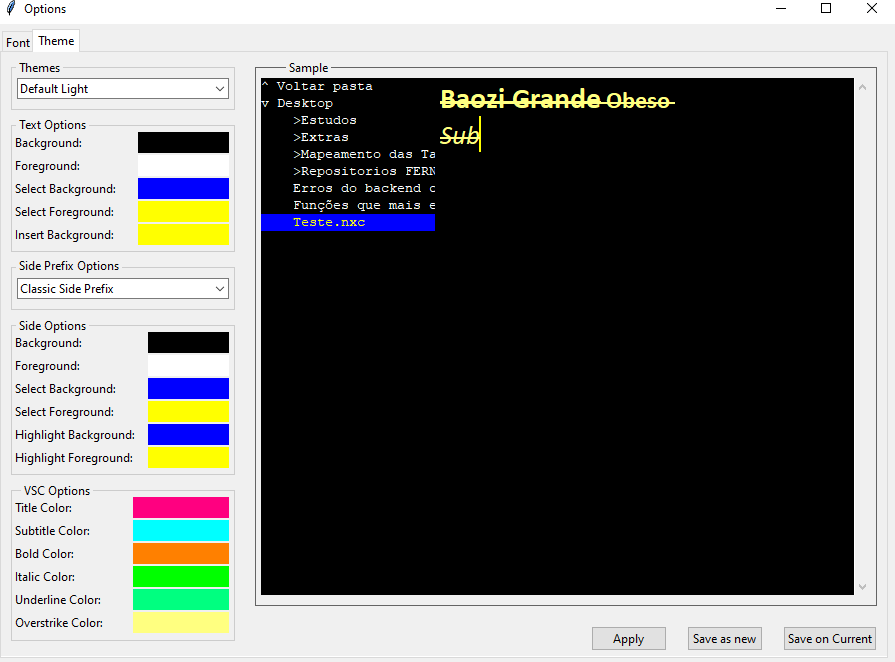 Options
Font Theme
Themes
Default Light
Text Options
Background:
Foreground:
Select Background:
Select Foreground:
Insert Background:
Side Prefix Options
Classic Side Prefix
Side Options
Background:
Foreground:
Select Background:
Select Foreground:
Highlight Background:
Highlight Foreground:
VSC Options
Title Color:
Subtitle Color:
Bold Color:
Italic Color:
Underline Color:
Overstrike Color:
Sample
^ Voltar pasta
v Desktop
>Estudos
>Extras
>Mapeamento das Ta
>Repositorios FERN
Erros do backend c
Funções que mais e
Teste.nxc
Baozi Grande Obeso
Sub
Apply
Save as new
Save on Current